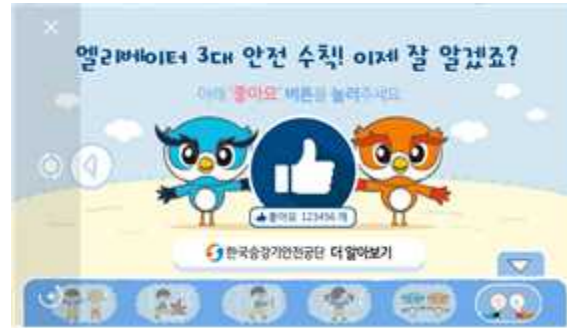 엘리베이터 3대 안전 수칙! 이제 잘 알겠죠?
아래 '좋아요' 버튼을 눌러주세요
좋아요 123456 개
한국승강기안전공단 더 알아보기